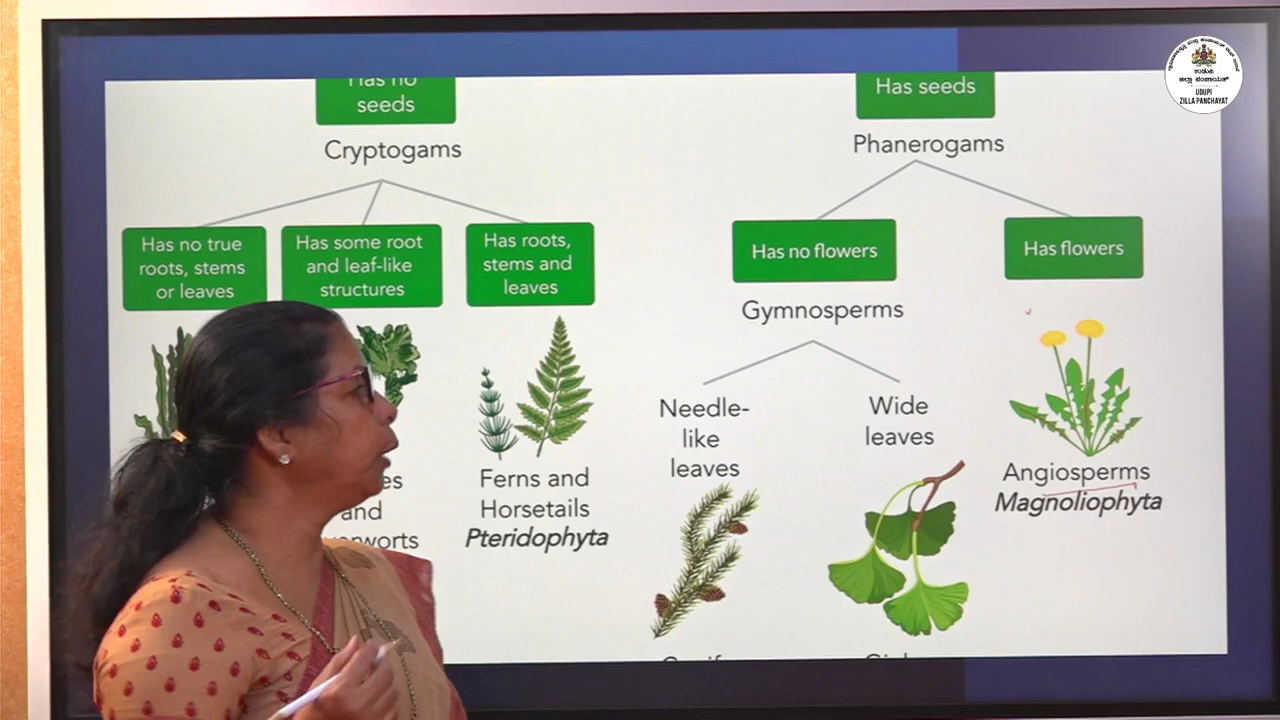 Has no
seeds
Cryptogams
Has no true
roots, stems
or leaves
Has some root
and leaf-like
structures
Has roots,
stems and
leaves
and
Ferns and
Horsetails
Pteridophyta
Has seeds
Phanerogams
Has no flowers
Gymnosperms
Needle-
like
leaves
Wide
leaves
Has flowers
Angiosperms
Magnoliophyta
ಉಡುಪಿ
ಜಿಲ್ಲಾ ಪಂಚಾಯತ್
UDUPI
ZILLA PANCHAYAT